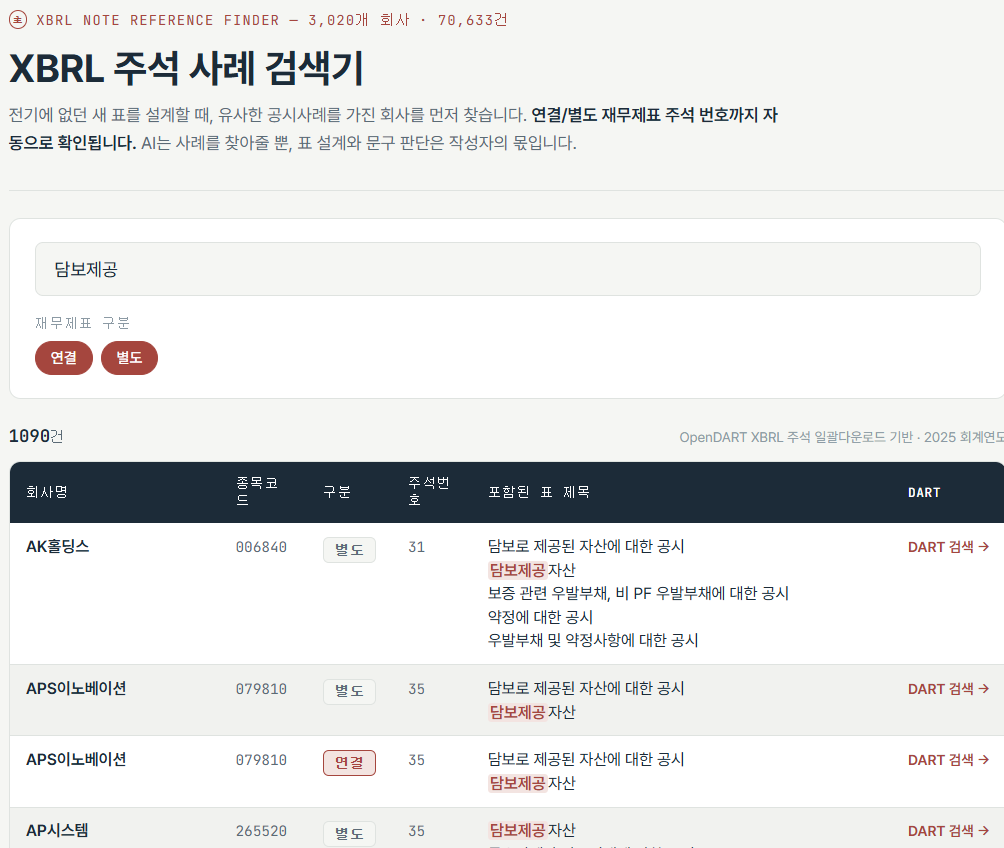 XBRL NOTE REFERENCE FINDER — 3,020개 회사 · 70,633건
XBRL 주석 사례 검색기
전기에 없던 새 표를 설계할 때, 유사한 공시사례를 가진 회사를 먼저 찾습니다. 연결/별도 재무제표 주석 번호까지 자
동으로 확인됩니다. AI는 사례를 찾아줄 뿐, 표 설계와 문구 판단은 작성자의 몫입니다.
담보제공
재무제표 구분
연결 별도
1090건 OpenDART XBRL 주석 일괄다운로드 기반 · 2025 회계연도
회사명 종목코드 구분 주석번호 포함된 표 제목 DART
AK홀딩스 006840 별도 31 담보로 제공된 자산에 대한 공시 DART 검색 →
담보제공자산
보증 관련 우발부채, 비 PF 우발부채에 대한 공시
약정에 대한 공시
우발부채 및 약정사항에 대한 공시
APS이노베이션 079810 별도 35 담보로 제공된 자산에 대한 공시 DART 검색 →
담보제공자산
APS이노베이션 079810 연결 35 담보로 제공된 자산에 대한 공시 DART 검색 →
담보제공자산
AP시스템 265520 별도 35 담보제공자산 DART 검색 →